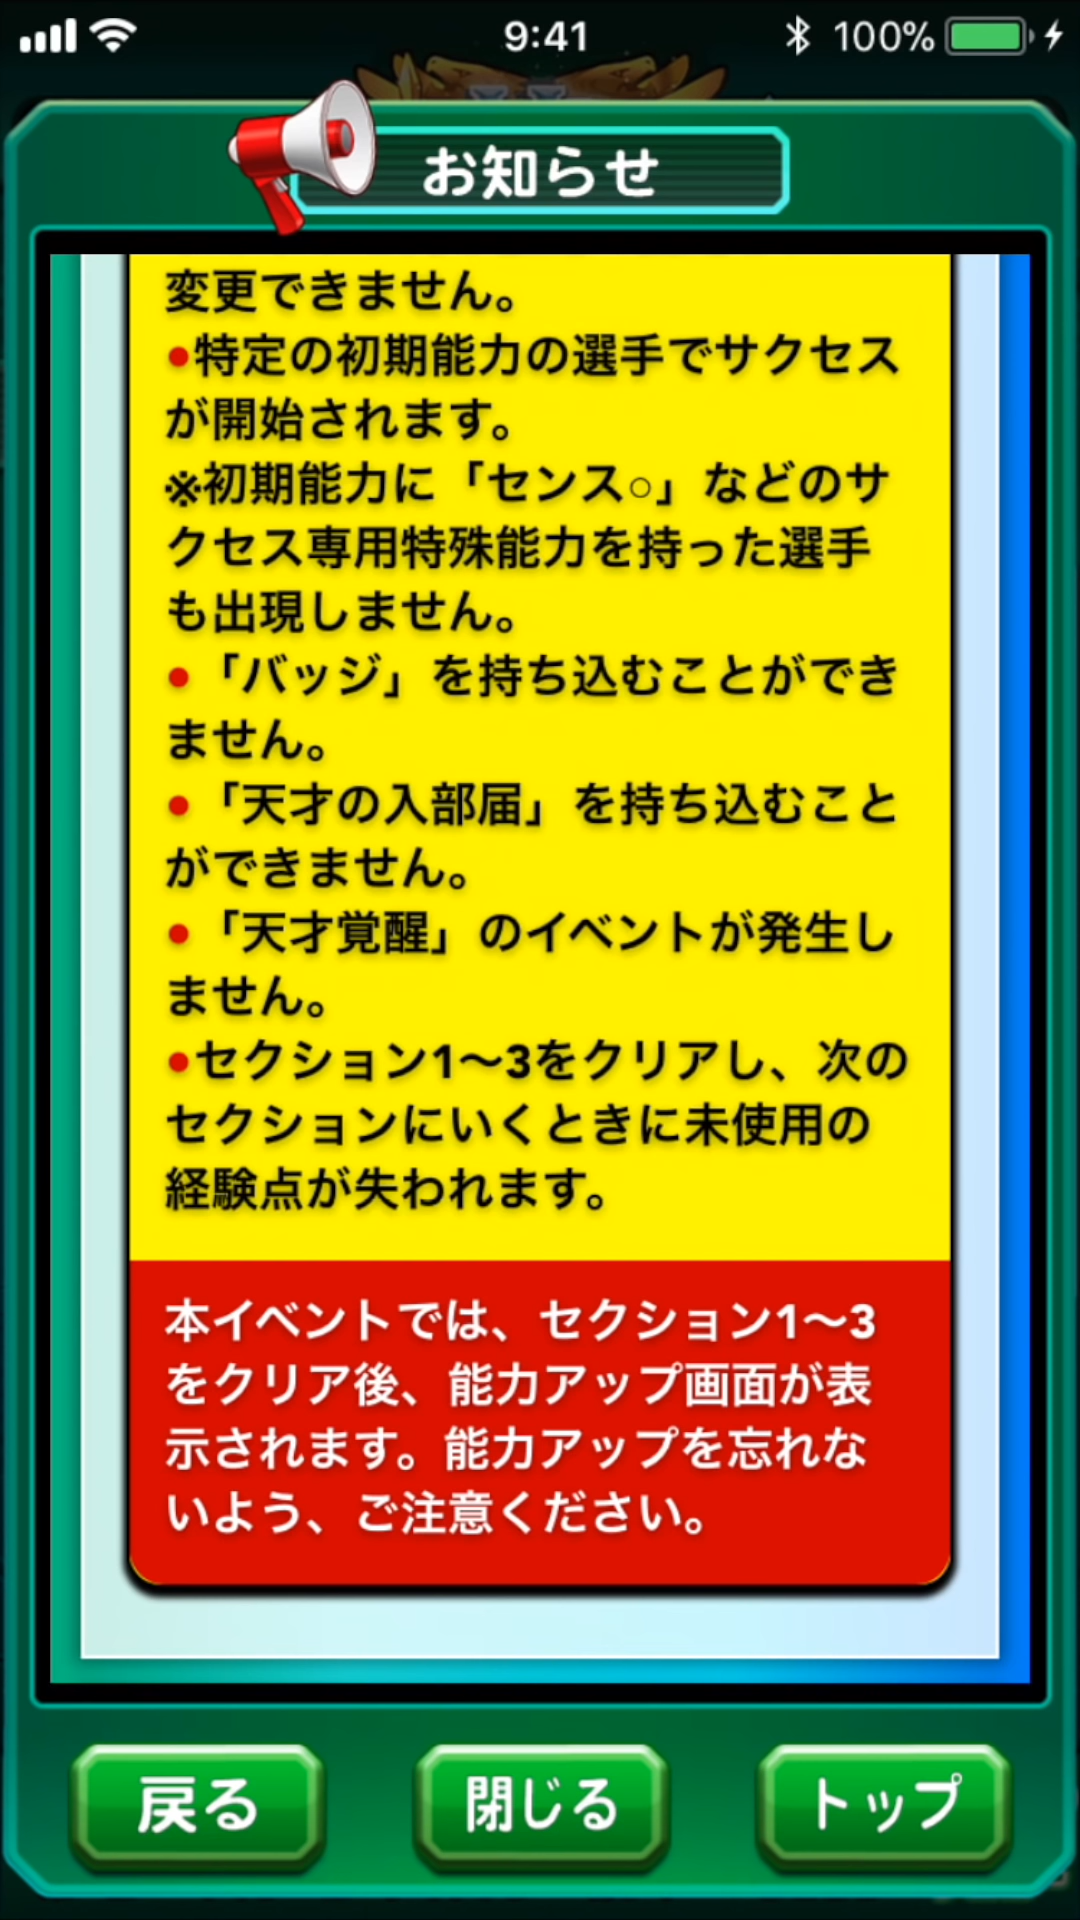 9:41
100%
お知らせ
変更できません。
●特定の初期能力の選手でサクセス
が開始されます。
※初期能力に「センス○」などのサ
クセス専用特殊能力を持った選手
も出現しません。
●「バッジ」を持ち込むことができ
ません。
●「天才の入部届」を持ち込むこと
ができません。
●「天才覚醒」のイベントが発生し
ません。
●セクション1〜3をクリアし、次の
セクションにいくときに未使用の
経験点が失われます。
本イベントでは、セクション1〜3
をクリア後、能力アップ画面が表
示されます。能力アップを忘れな
いよう、ご注意ください。
戻る
閉じる
トップ